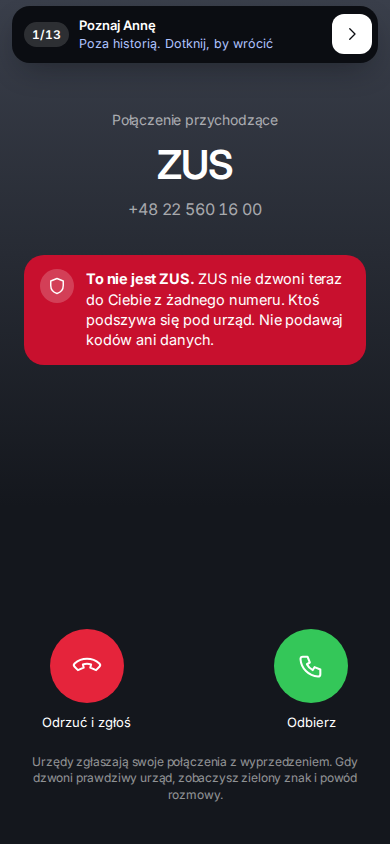 1/13
Poznaj Annę
Poza historią. Dotknij, by wrócić
Połączenie przychodzące
ZUS
+48 22 560 16 00
To nie jest ZUS. ZUS nie dzwoni teraz
do Ciebie z żadnego numeru. Ktoś
podszywa się pod urząd. Nie podawaj
kodów ani danych.
Odrzuć i zgłoś
Odbierz
Urzędy zgłaszają swoje połączenia z wyprzedzeniem. Gdy
dzwoni prawdziwy urząd, zobaczysz zielony znak i powód
rozmowy.